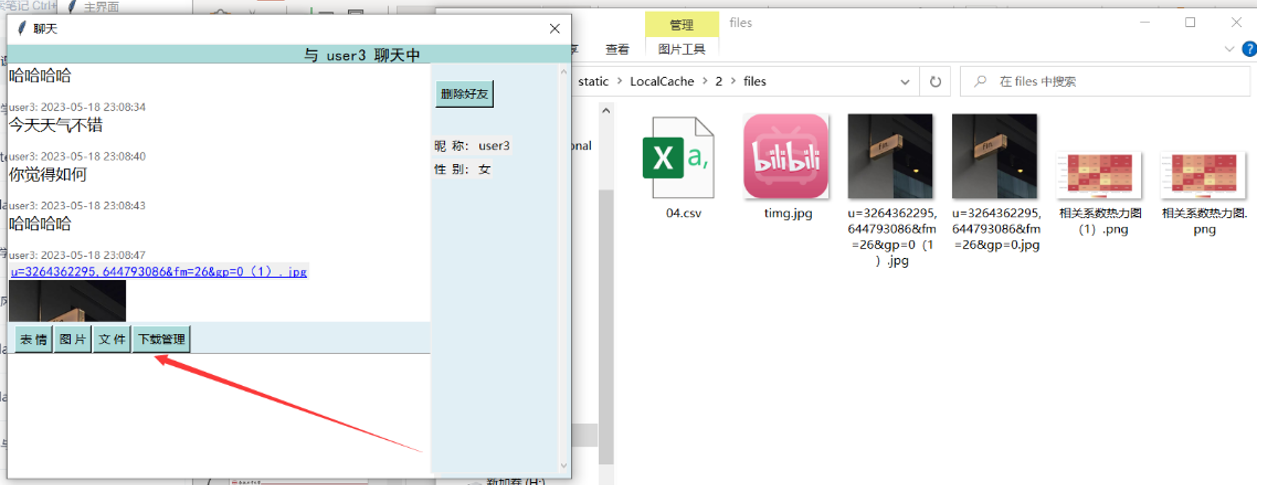 主界面
聊天
与 user3 聊天中
哈哈哈哈
user3: 2023-05-18 23:08:34
今天天气不错
user3: 2023-05-18 23:08:40
你觉得如何
user3: 2023-05-18 23:08:43
哈哈哈哈
user3: 2023-05-18 23:08:47
u=3264362295,644793086&fm=26&gp=0 (1) .jpg
表情 图片 文件 下载管理
删除好友
昵 称: user3
性 别: 女
管理
files
查看
图片工具
static > LocalCache > 2 > files
在 files 中搜索
onal
a,
bilibili
04.csv
timg.jpg
u=3264362295,
644793086&fm
=26&gp=0 (1
) .jpg
u=3264362295,
644793086&fm
=26&gp=0.jpg
相关系数热力图
(1) .png
相关系数热力图.
png
新加卷 (H:)